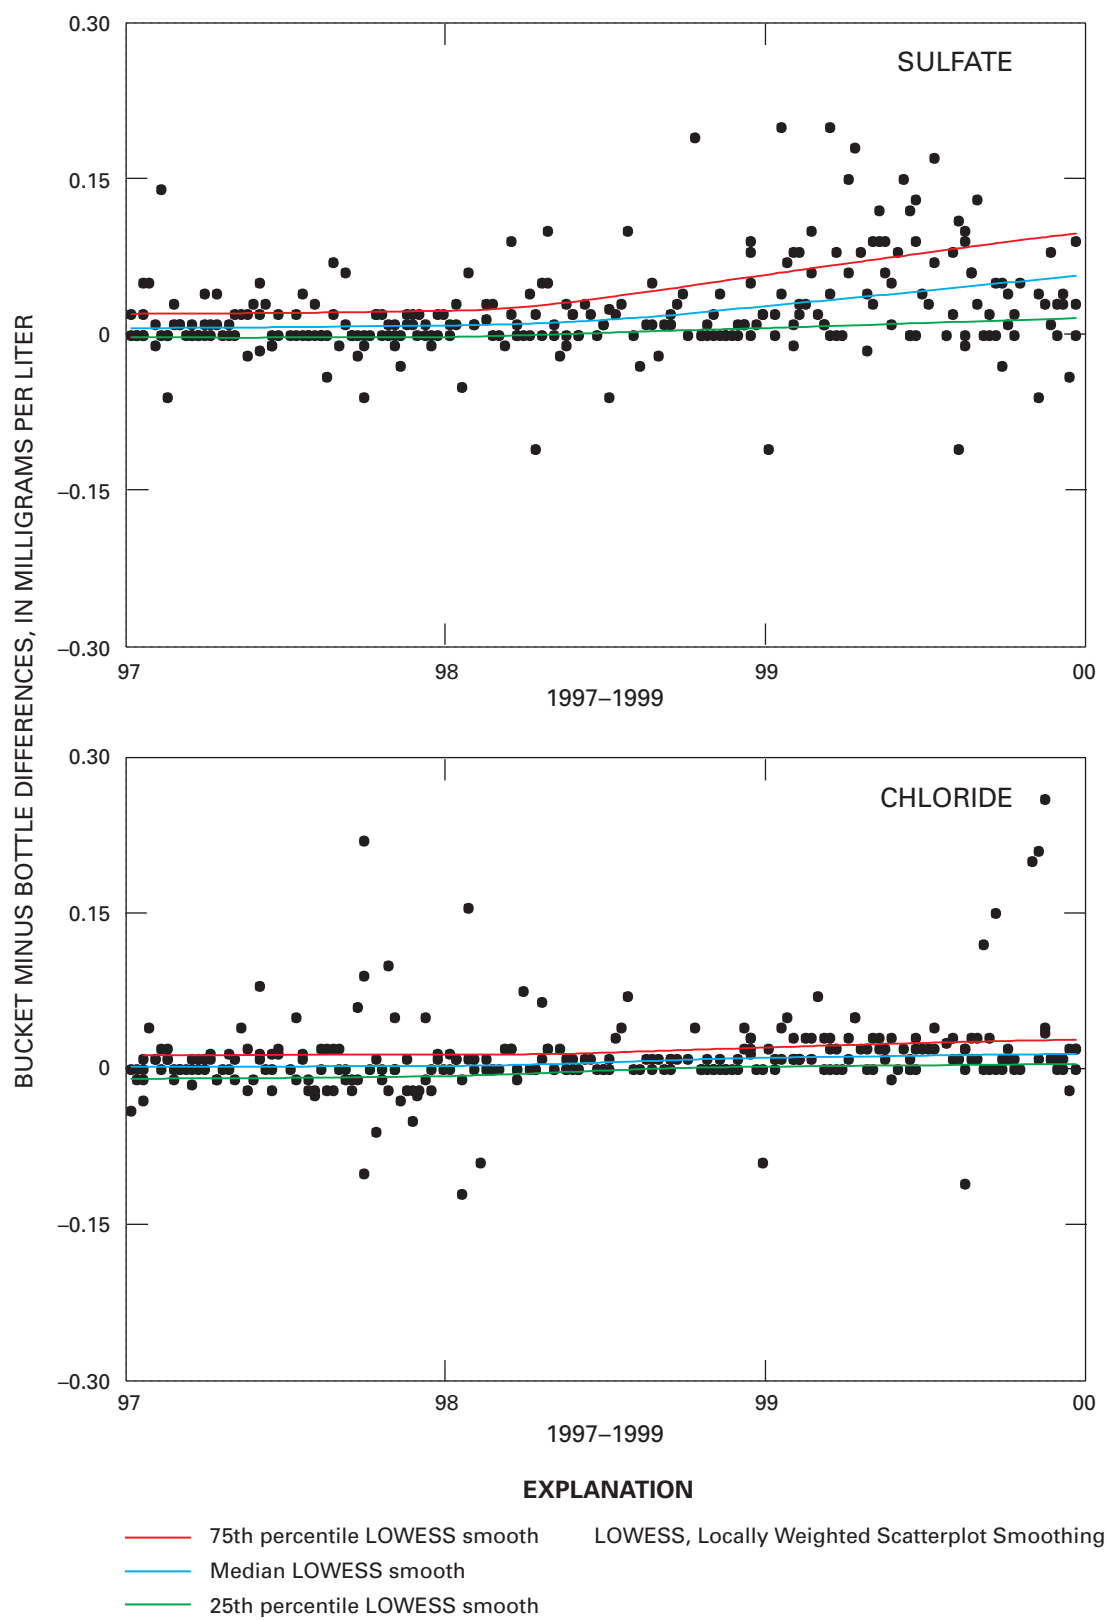 BUCKET MINUS BOTTLE DIFFERENCES, IN MILLIGRAMS PER LITER
0.30
SULFATE
0.15
0
–0.15
–0.30
97 98 99 00
1997–1999
0.30
CHLORIDE
0.15
0
–0.15
–0.30
97 98 99 00
1997–1999
EXPLANATION
75th percentile LOWESS smooth LOWESS, Locally Weighted Scatterplot Smoothing
Median LOWESS smooth
25th percentile LOWESS smooth